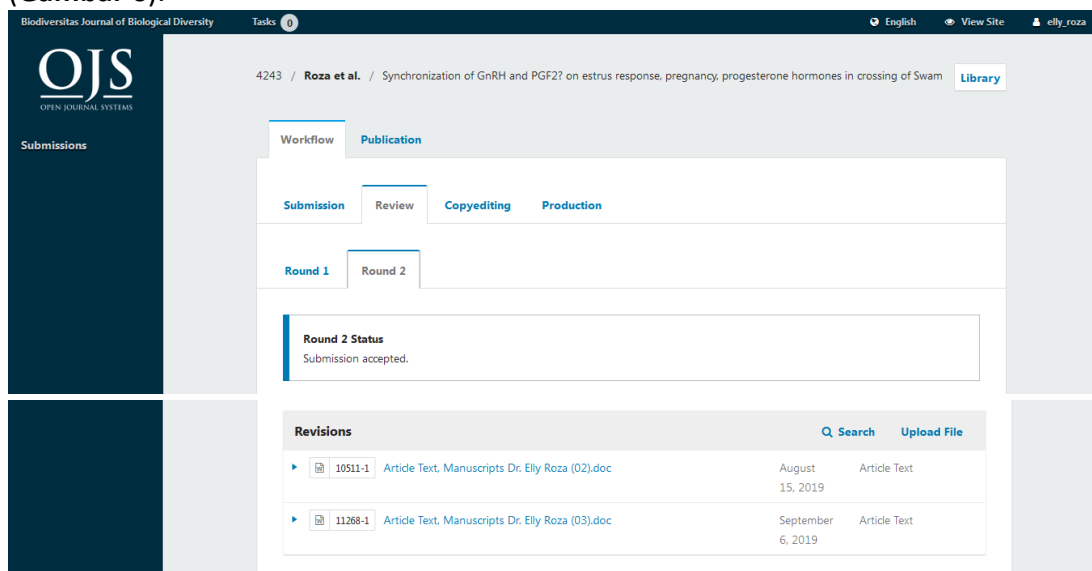 (Gambar 6).
Biodiversitas Journal of Biological Diversity Tasks 0 English View Site elly_roza
OJS
OPEN JOURNAL SYSTEMS
Submissions
4243 / Roza et al. / Synchronization of GnRH and PGF2? on estrus response, pregnancy, progesterone hormones in crossing of Swam Library
Workflow Publication
Submission Review Copyediting Production
Round 1 Round 2
Round 2 Status
Submission accepted.
Revisions Search Upload File
10511-1 Article Text, Manuscripts Dr. Elly Roza (02).doc August 15, 2019 Article Text
11268-1 Article Text, Manuscripts Dr. Elly Roza (03).doc September 6, 2019 Article Text